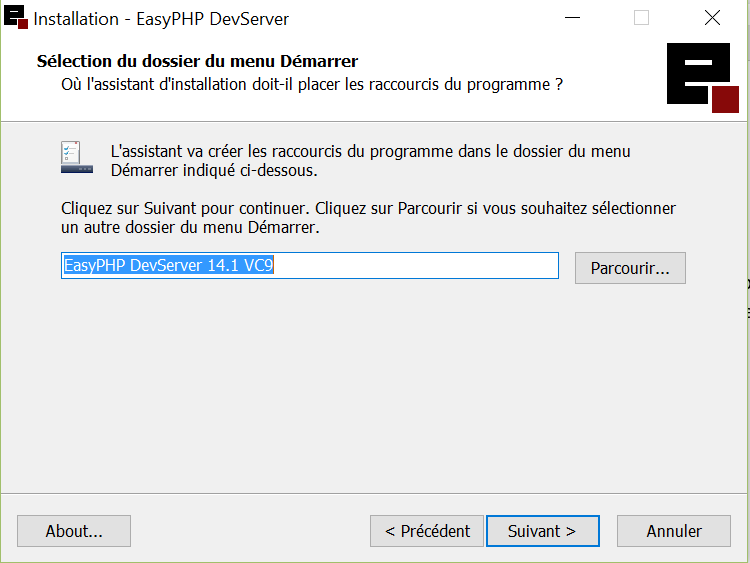 Installation - EasyPHP DevServer
Sélection du dossier du menu Démarrer
Où l'assistant d'installation doit-il placer les raccourcis du programme ?
L'assistant va créer les raccourcis du programme dans le dossier du menu
Démarrer indiqué ci-dessous.
Cliquez sur Suivant pour continuer. Cliquez sur Parcourir si vous souhaitez sélectionner
un autre dossier du menu Démarrer.
EasyPHP DevServer 14.1 VC9
Parcourir...
About...
< Précédent
Suivant >
Annuler